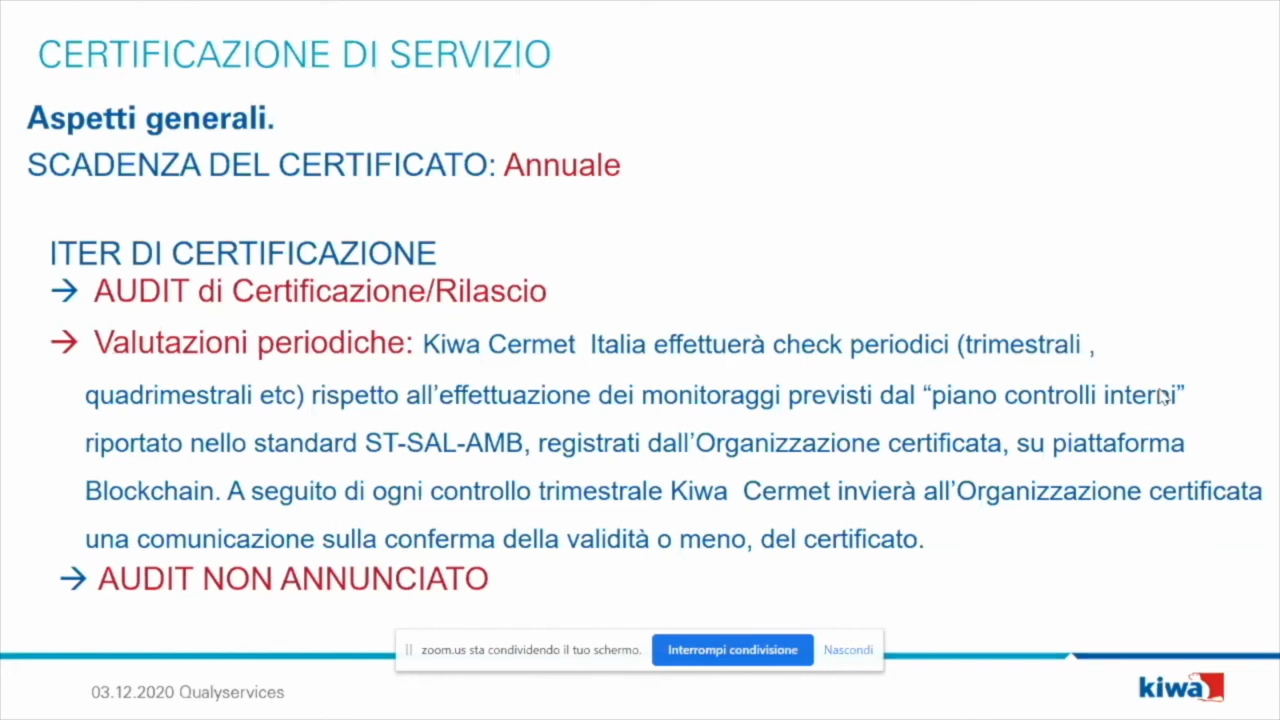 CERTIFICAZIONE DI SERVIZIO
Aspetti generali.
SCADENZA DEL CERTIFICATO: Annuale
ITER DI CERTIFICAZIONE
→ AUDIT di Certificazione/Rilascio
→ Valutazioni periodiche: Kiwa Cermet Italia effettuerà check periodici (trimestrali ,
quadrimestrali etc) rispetto all’effettuazione dei monitoraggi previsti dal “piano controlli interni”
riportato nello standard ST-SAL-AMB, registrati dall’Organizzazione certificata, su piattaforma
Blockchain. A seguito di ogni controllo trimestrale Kiwa Cermet invierà all’Organizzazione certificata
una comunicazione sulla conferma della validità o meno, del certificato.
→ AUDIT NON ANNUNCIATO
zoom.us sta condividendo il tuo schermo. Interrompi condivisione Nascondi
03.12.2020 Qualyservices
kiwa